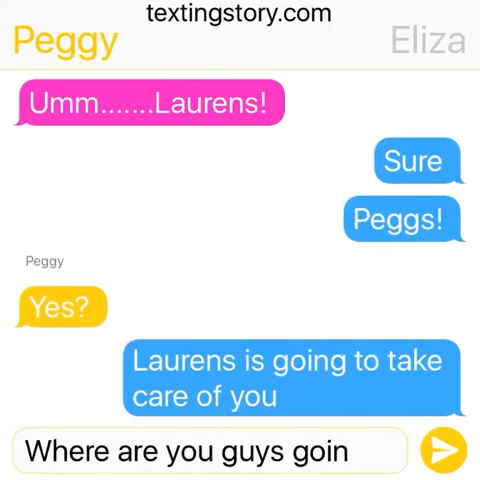 textingstory.com
Peggy
Eliza
Umm.......Laurens!
Sure
Peggs!
Peggy
Yes?
Laurens is going to take
care of you
Where are you guys goin